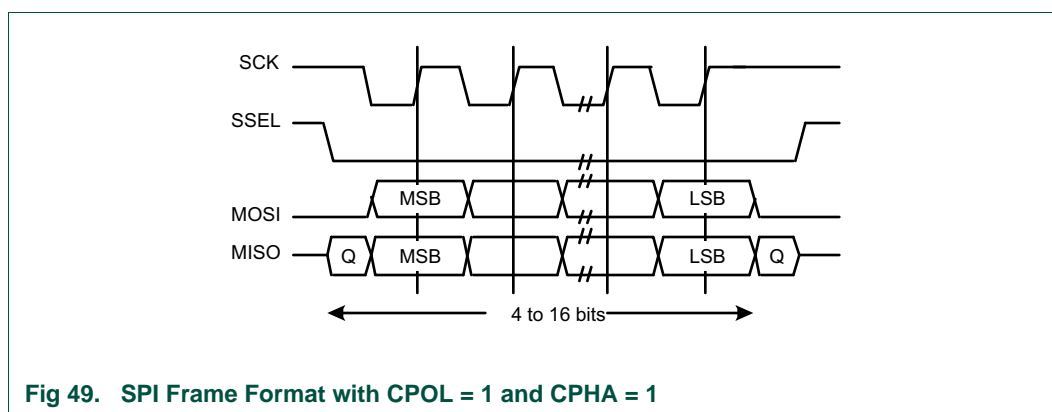 SCK
SSEL
MOSI
MSB
LSB
MISO
Q
MSB
LSB
Q
4 to 16 bits
Fig 49. SPI Frame Format with CPOL = 1 and CPHA = 1